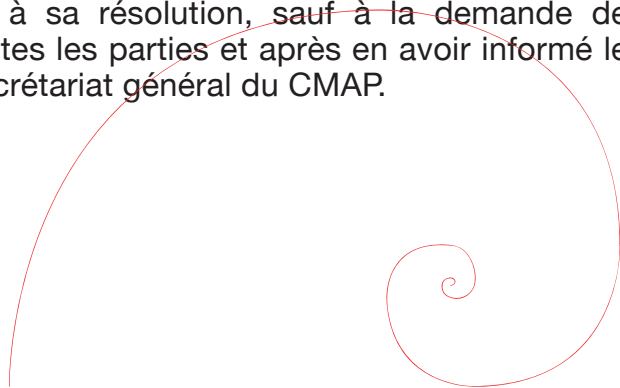 à sa résolution, sauf à la demande de
tes les parties et après en avoir informé le
crétariat général du CMAP.